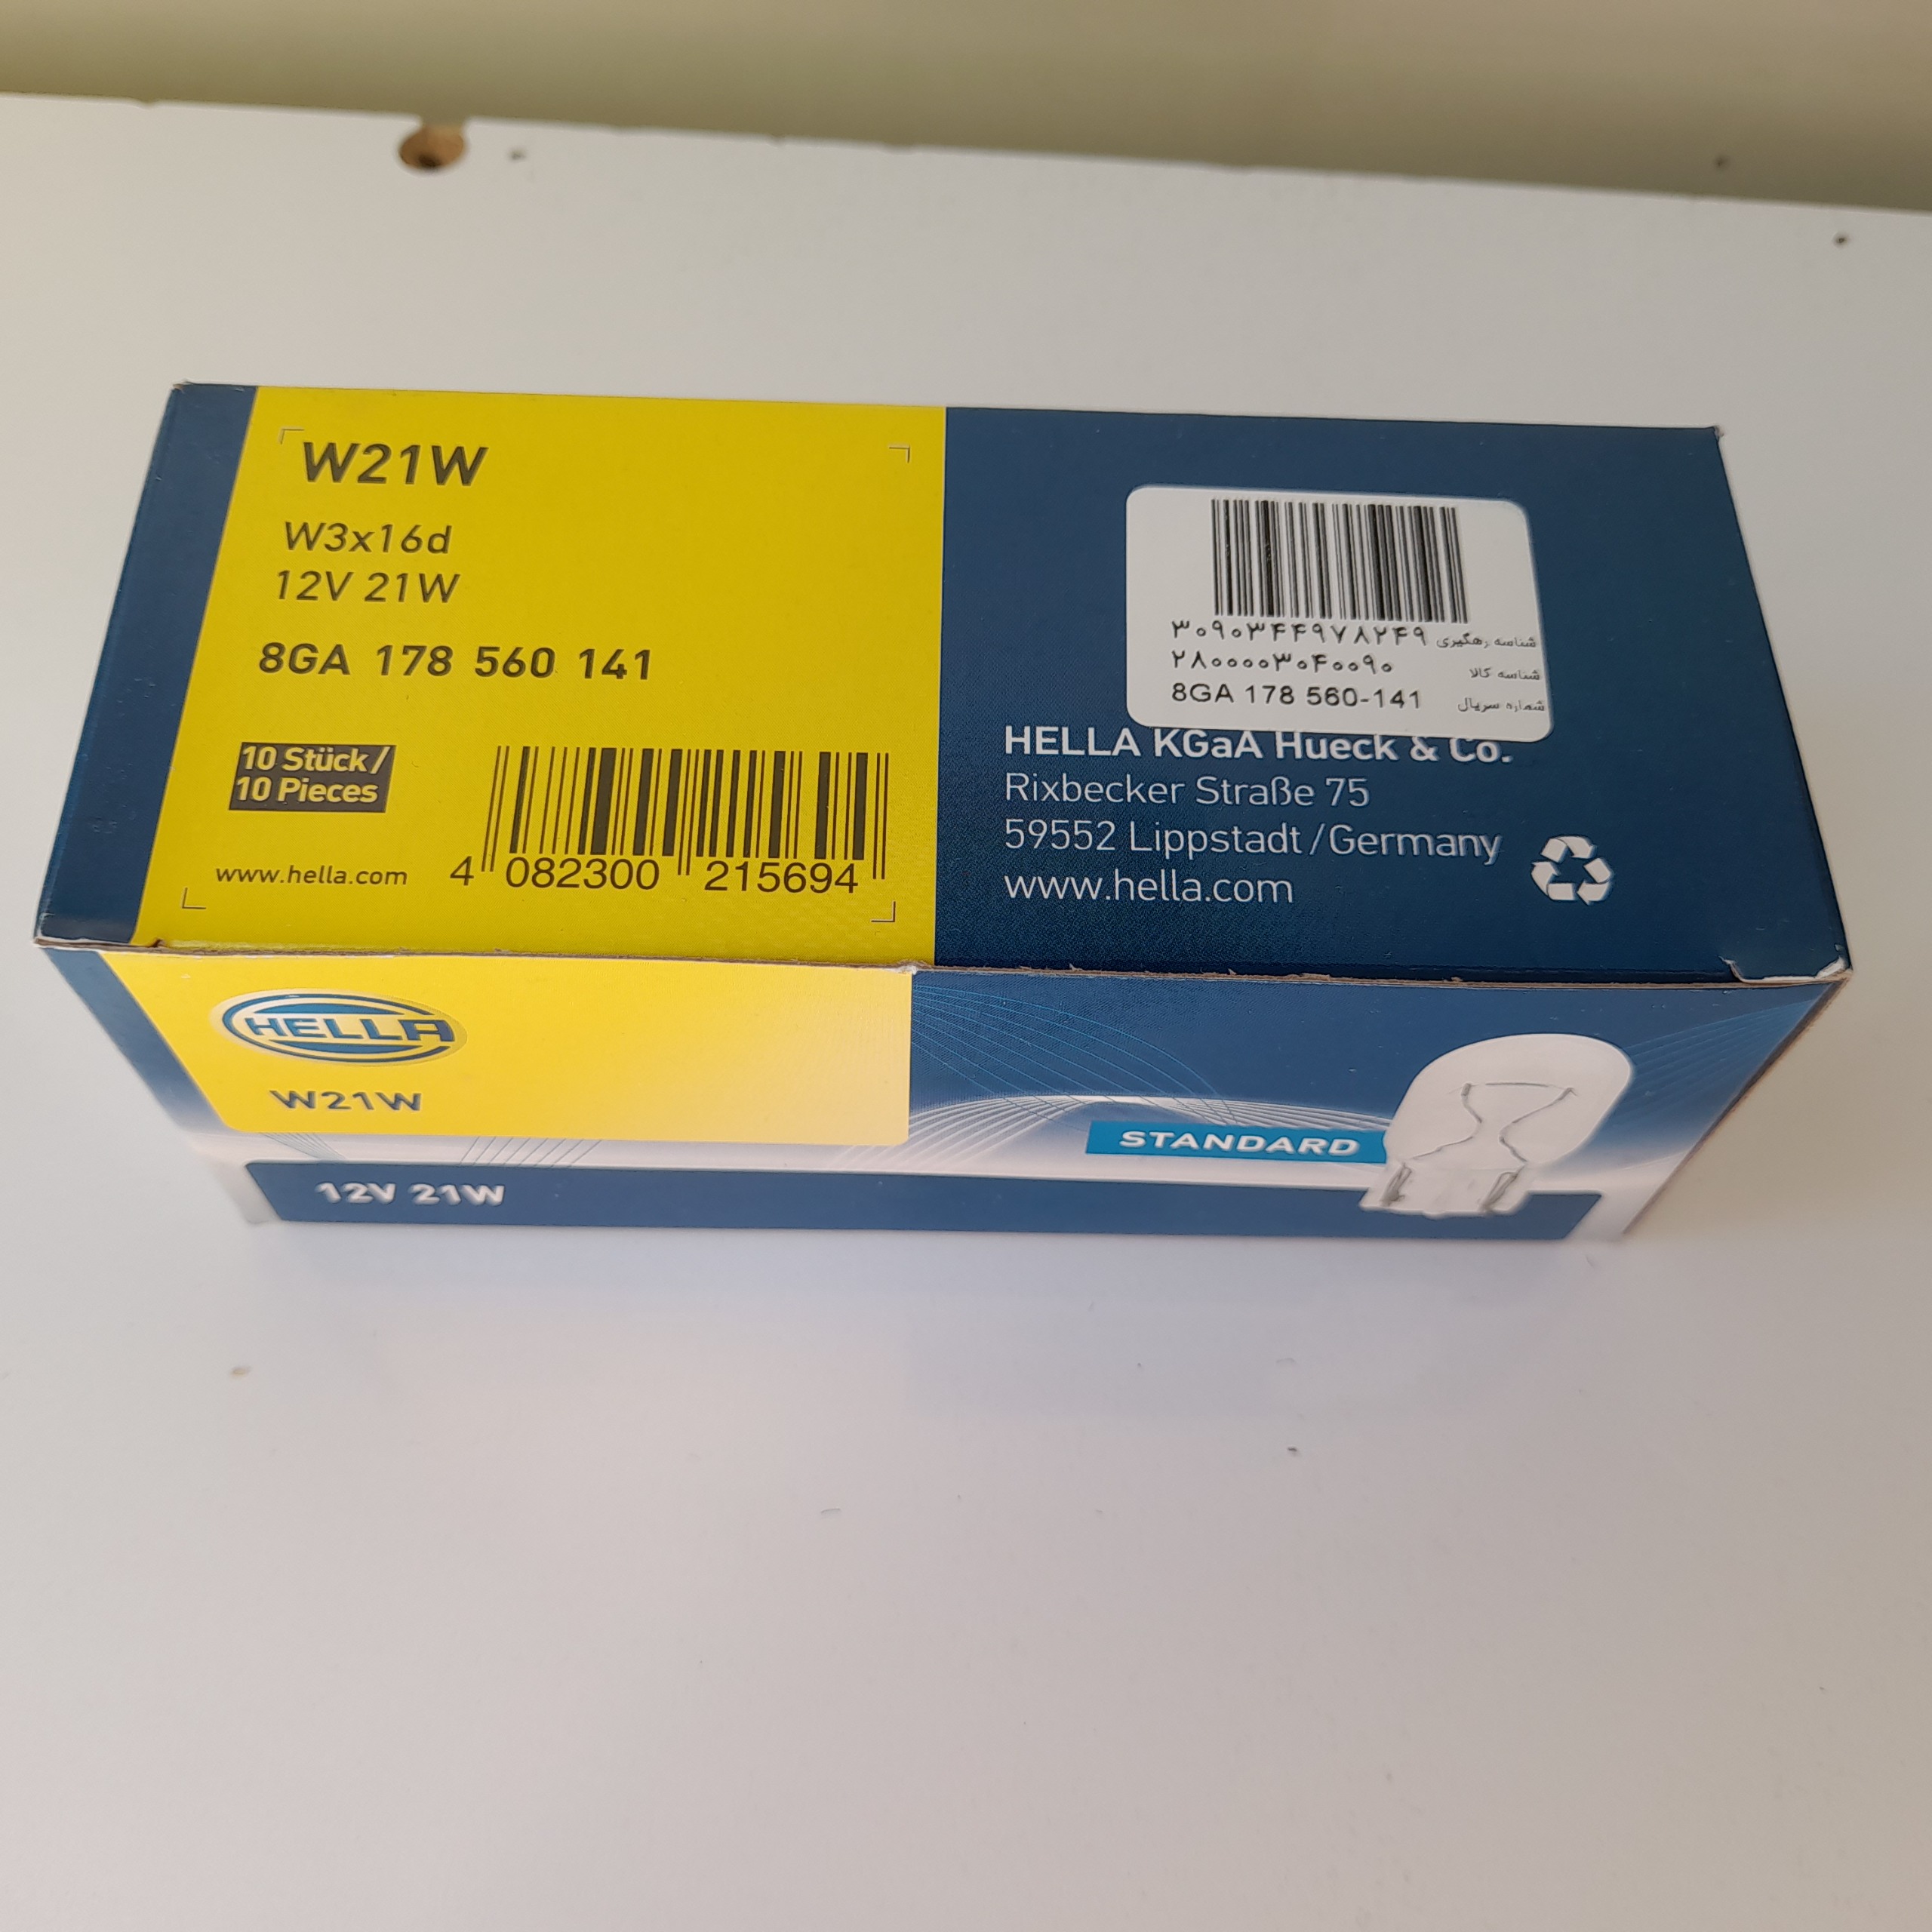 W21W
W3x16d
12V 21W
8GA 178 560 141
10 Stück/
10 Pieces
www.hella.com
4 082300 215694
شناسه رهگیری ۳۰۹۰۳۴۴۹۷۸۲۴۹
شناسه کالا ۲۸۰۰۰۰۳۰۴۰۰۹۰
شماره سریال 8GA 178 560-141
HELLA KGaA Hueck & Co.
Rixbecker Straße 75
59552 Lippstadt/Germany
www.hella.com
HELLA
W21W
STANDARD
12V 21W